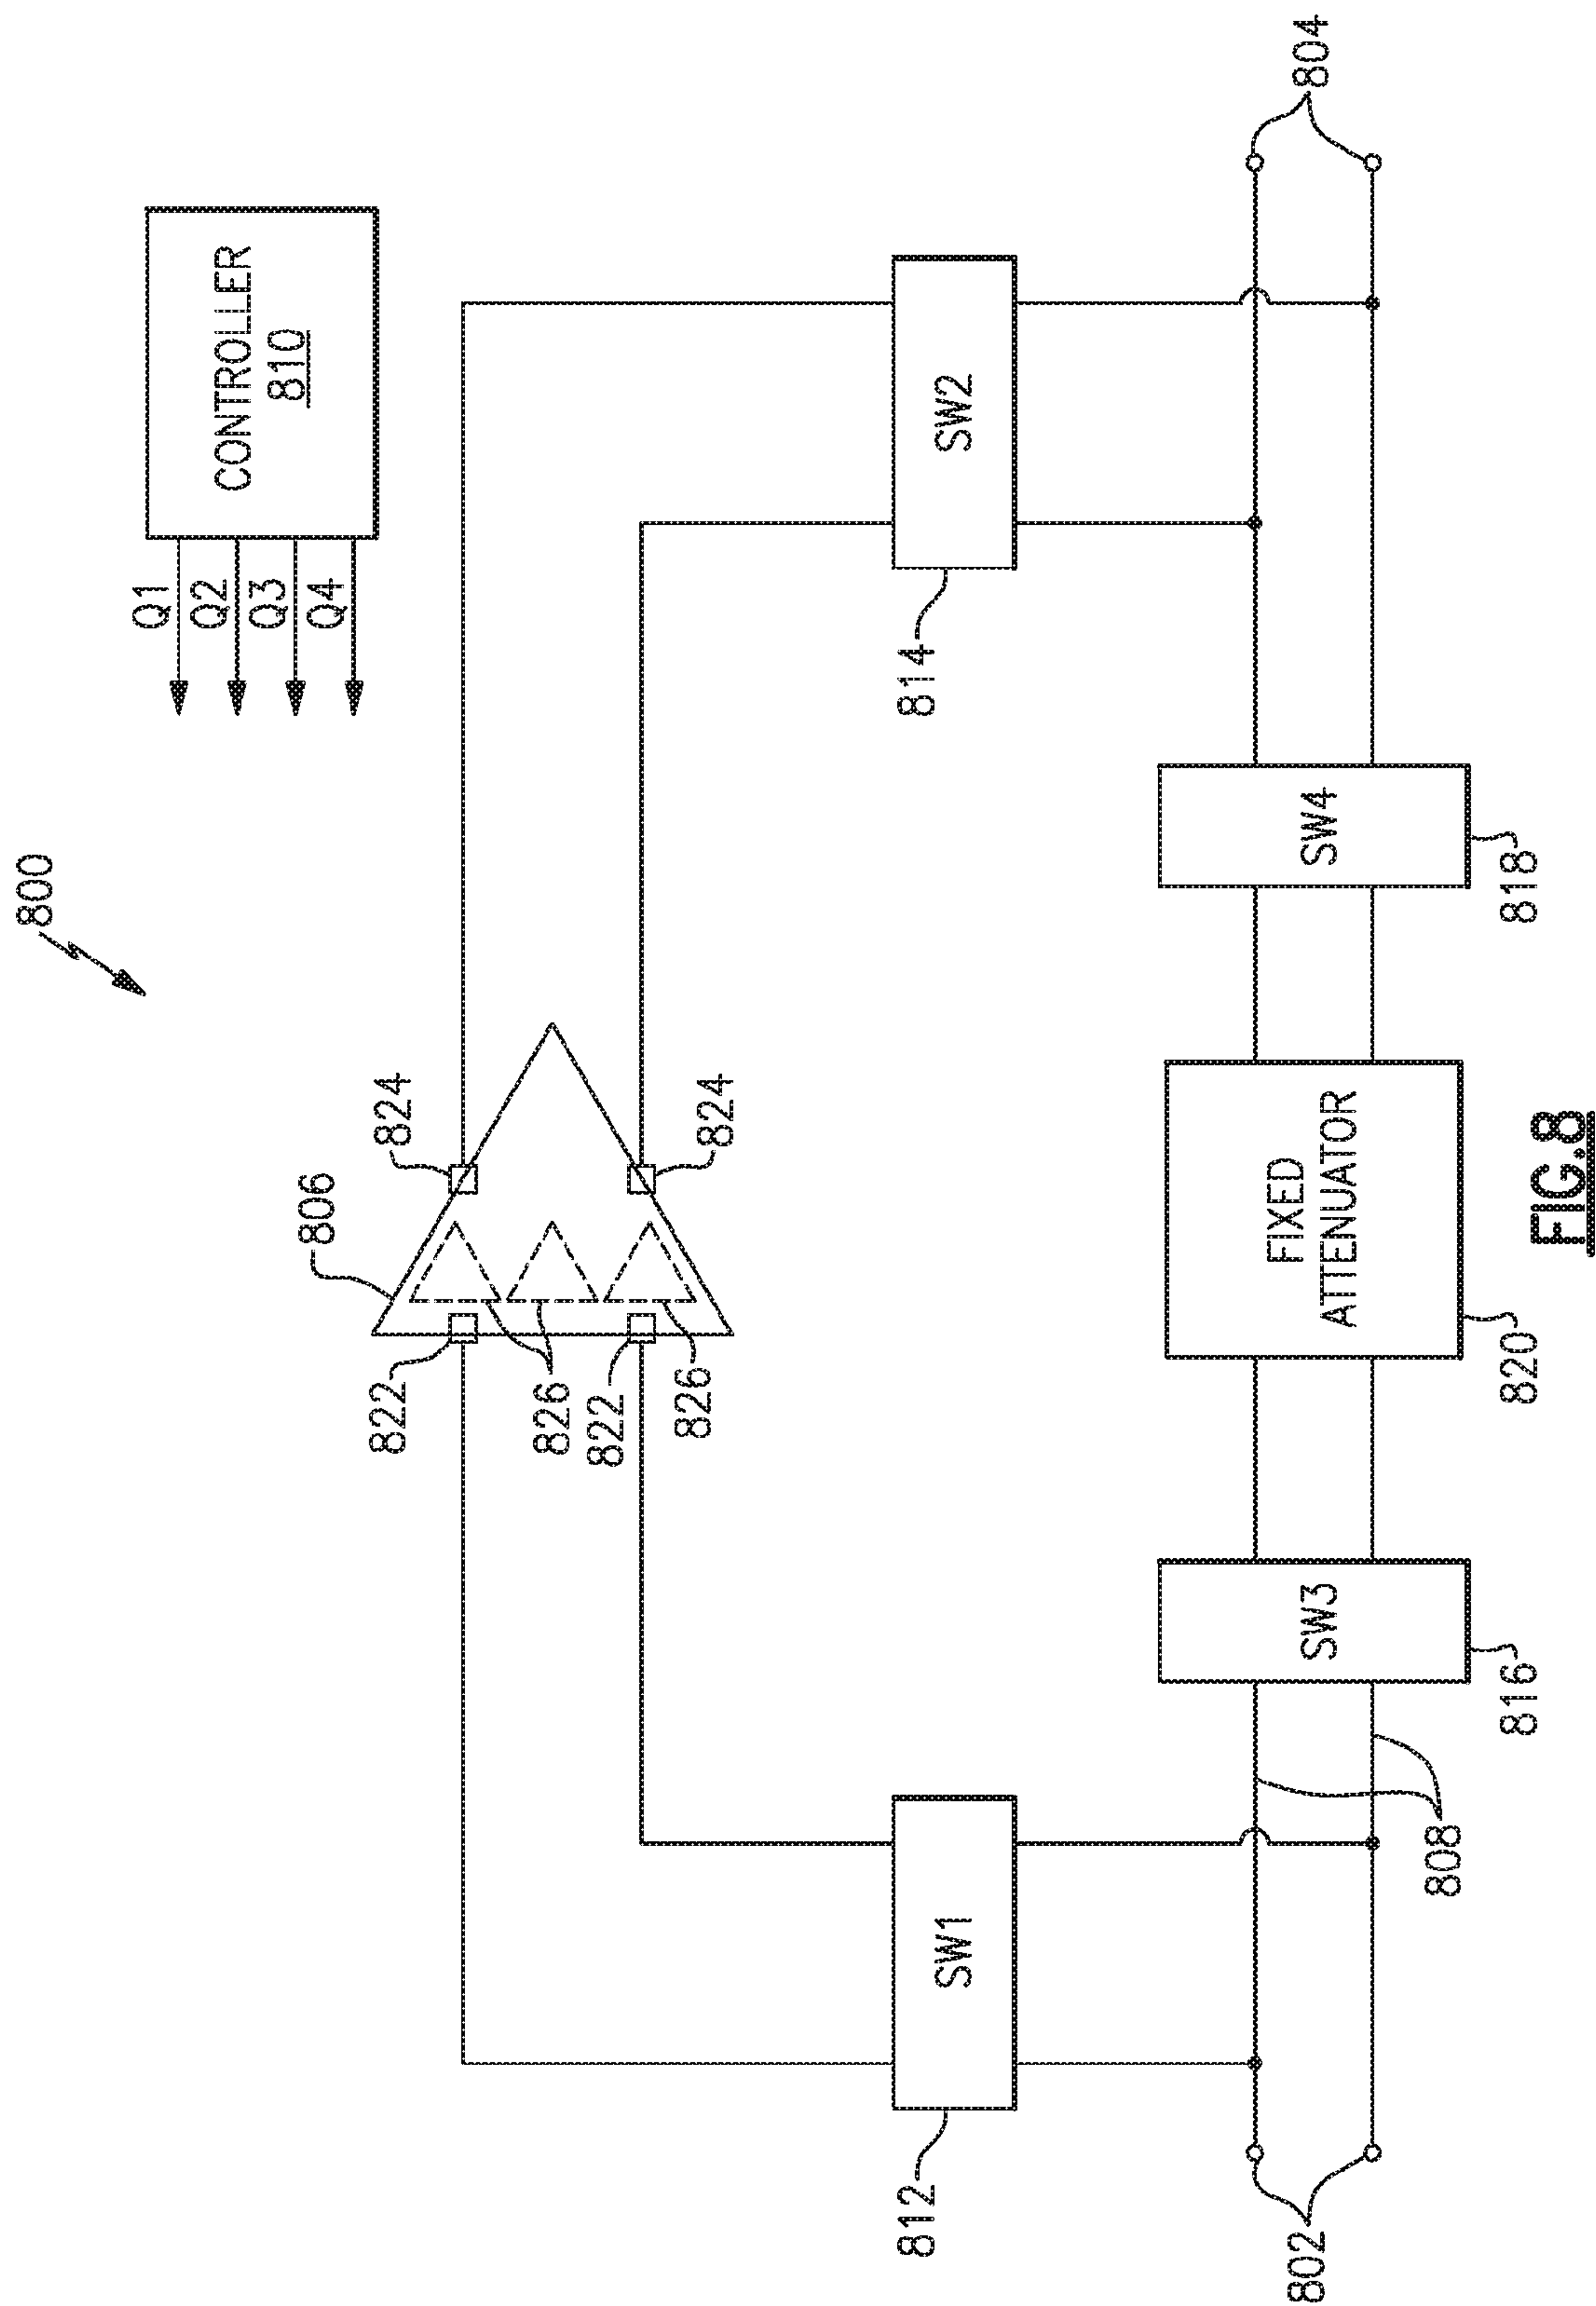 800
CONTROLLER
810
Q1
Q2
Q3
Q4
806
824
824
822
826
822
826
SW1
812
SW2
814
802
808
SW3
816
FIXED
ATTENUATOR
820
SW4
818
804
FIG.8